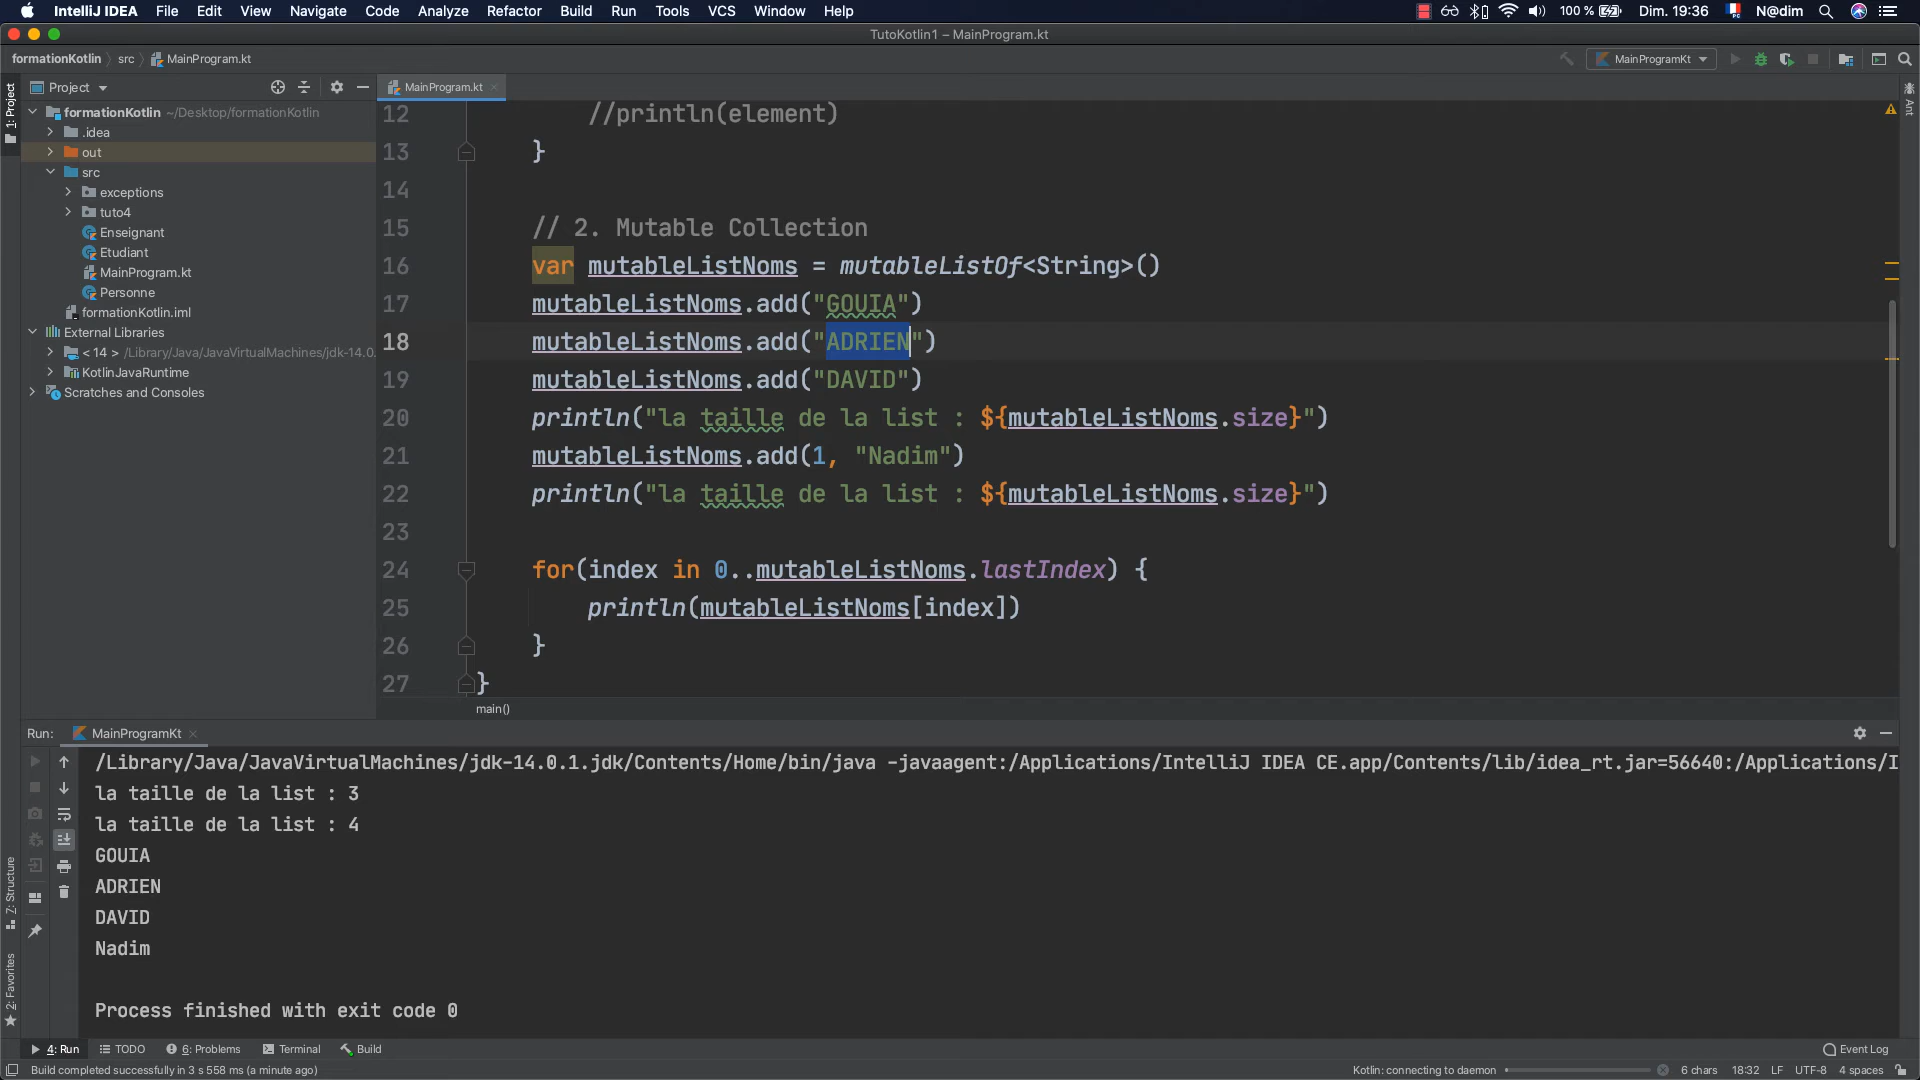 IntelliJ IDEA File Edit View Navigate Code Analyze Refactor Build Run Tools VCS Window Help 100 % Dim. 19:36 N@dim
TutoKotlin1 – MainProgram.kt
formationKotlin src MainProgram.kt MainProgramKt
Project
MainProgram.kt
1: Project
Ant
formationKotlin ~/Desktop/formationKotlin
.idea
out
src
exceptions
tuto4
Enseignant
Etudiant
MainProgram.kt
Personne
formationKotlin.iml
External Libraries
< 14 > /Library/Java/JavaVirtualMachines/jdk-14.0.
KotlinJavaRuntime
Scratches and Consoles
12 //println(element)
13 }
14
15 // 2. Mutable Collection
16 var mutableListNoms = mutableListOf<String>()
17 mutableListNoms.add("GOUIA")
18 mutableListNoms.add("ADRIEN")
19 mutableListNoms.add("DAVID")
20 println("la taille de la list : ${mutableListNoms.size}")
21 mutableListNoms.add(1, "Nadim")
22 println("la taille de la list : ${mutableListNoms.size}")
23
24 for(index in 0..mutableListNoms.lastIndex) {
25 println(mutableListNoms[index])
26 }
27 }
main()
Run: MainProgramKt
/Library/Java/JavaVirtualMachines/jdk-14.0.1.jdk/Contents/Home/bin/java -javaagent:/Applications/IntelliJ IDEA CE.app/Contents/lib/idea_rt.jar=56640:/Applications/I
la taille de la list : 3
la taille de la list : 4
GOUIA
ADRIEN
DAVID
Nadim
Process finished with exit code 0
Z: Structure
2: Favorites
4: Run TODO 6: Problems Terminal Build Event Log
Build completed successfully in 3 s 558 ms (a minute ago) Kotlin: connecting to daemon 6 chars 18:32 LF UTF-8 4 spaces